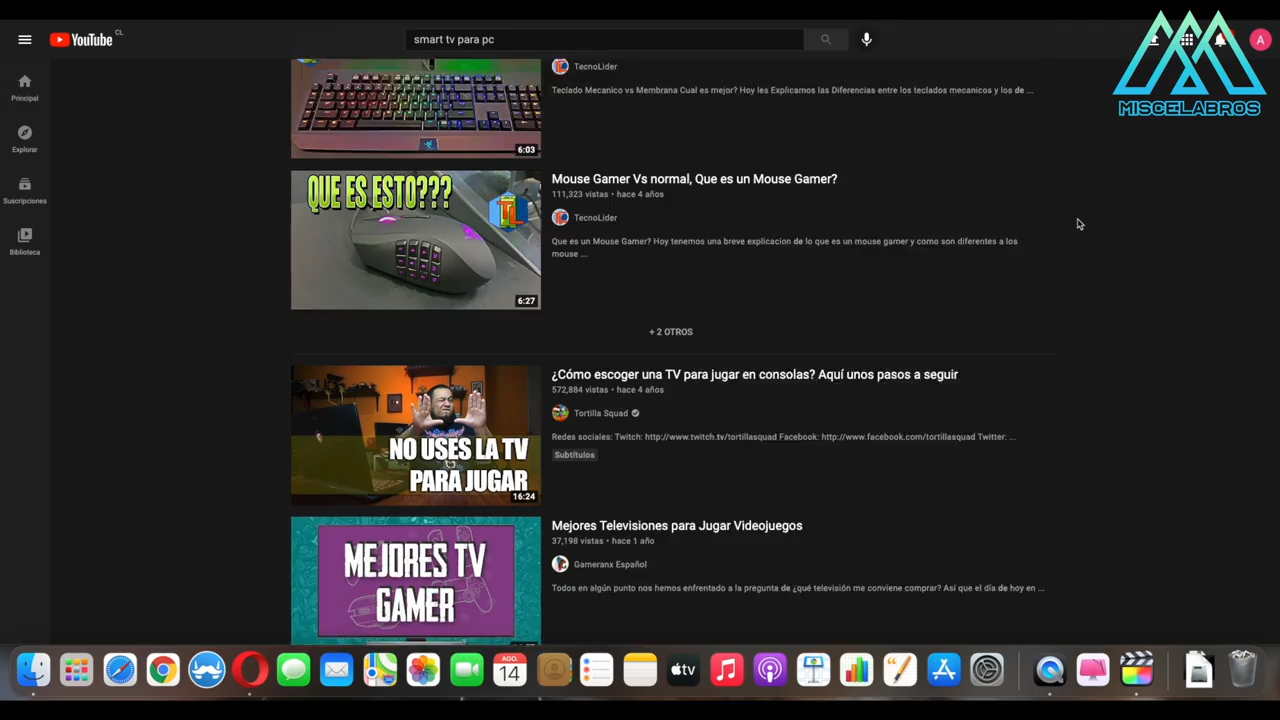 YouTube CL
smart tv para pc
A
MISCELABROS
Principal
Explorar
Suscripciones
Biblioteca
TecnoLider
Teclado Mecanico vs Membrana Cual es mejor? Hoy les Explicamos las Diferencias entre los teclados mecanicos y los de ...
6:03
QUE ES ESTO???
TL
6:27
Mouse Gamer Vs normal, Que es un Mouse Gamer?
111,323 vistas • hace 4 años
TecnoLider
Que es un Mouse Gamer? Hoy tenemos una breve explicacion de lo que es un mouse gamer y como son diferentes a los
mouse ...
+ 2 OTROS
NO USES LA TV
PARA JUGAR
16:24
¿Cómo escoger una TV para jugar en consolas? Aquí unos pasos a seguir
572,884 vistas • hace 4 años
Tortilla Squad
Redes sociales: Twitch: http://www.twitch.tv/tortillasquad Facebook: http://www.facebook.com/tortillasquad Twitter: ...
Subtítulos
MEJORES TV
GAMER
Mejores Televisiones para Jugar Videojuegos
37,198 vistas • hace 1 año
Gameranx Español
Todos en algún punto nos hemos enfrentado a la pregunta de ¿qué televisión me conviene comprar? Así que el día de hoy en ...
AGO.
14
tv